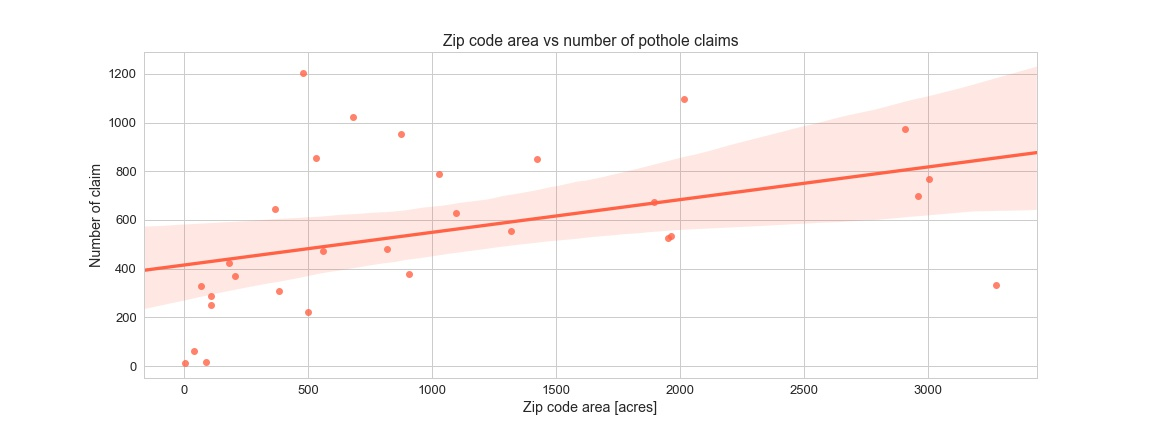 Zip code area vs number of pothole claims
1200
1000
800
600
400
200
0
Number of claim
0 500 1000 1500 2000 2500 3000
Zip code area [acres]